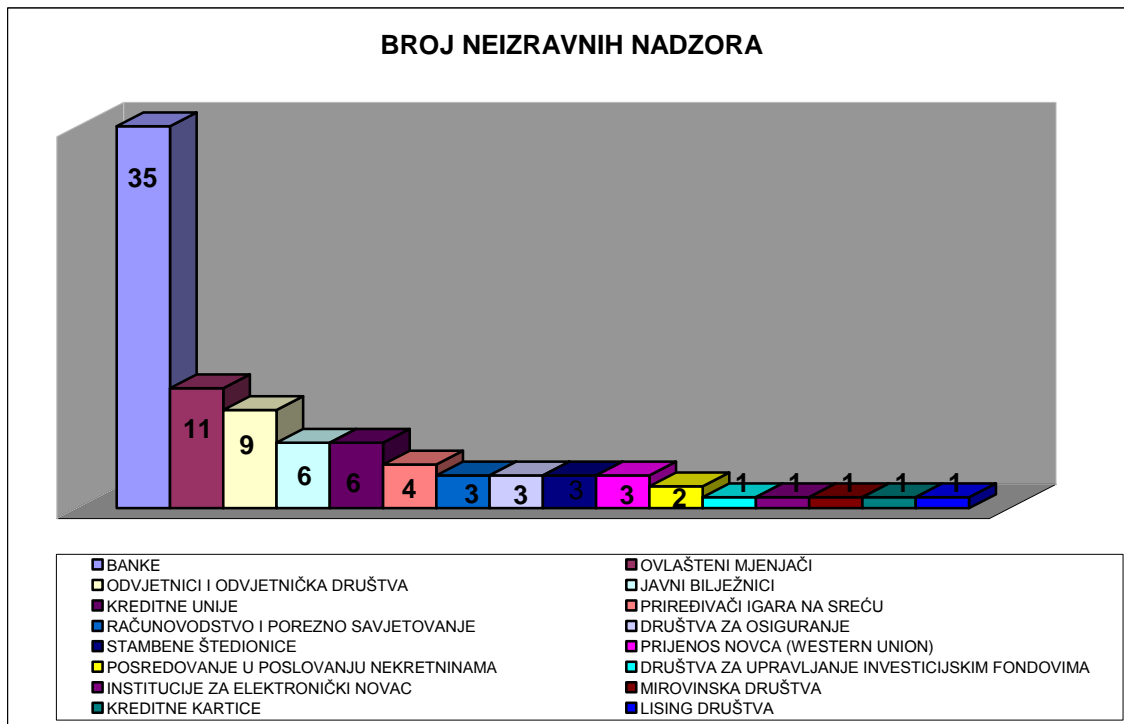 BROJ NEIZRAVNIH NADZORA
35
11
9
6
6
4
3
3
3
3
2
1
1
1
1
1
BANKE
OVLAŠTENI MJENJAČI
ODVJETNICI I ODVJETNIČKA DRUŠTVA
JAVNI BILJEŽNICI
KREDITNE UNIJE
PRIREĐIVAČI IGARA NA SREĆU
RAČUNOVODSTVO I POREZNO SAVJETOVANJE
DRUŠTVA ZA OSIGURANJE
STAMBENE ŠTEDIONICE
PRIJENOS NOVCA (WESTERN UNION)
POSREDOVANJE U POSLOVANJU NEKRETNINAMA
DRUŠTVA ZA UPRAVLJANJE INVESTICIJSKIM FONDOVIMA
INSTITUCIJE ZA ELEKTRONIČKI NOVAC
MIROVINSKA DRUŠTVA
KREDITNE KARTICE
LISING DRUŠTVA